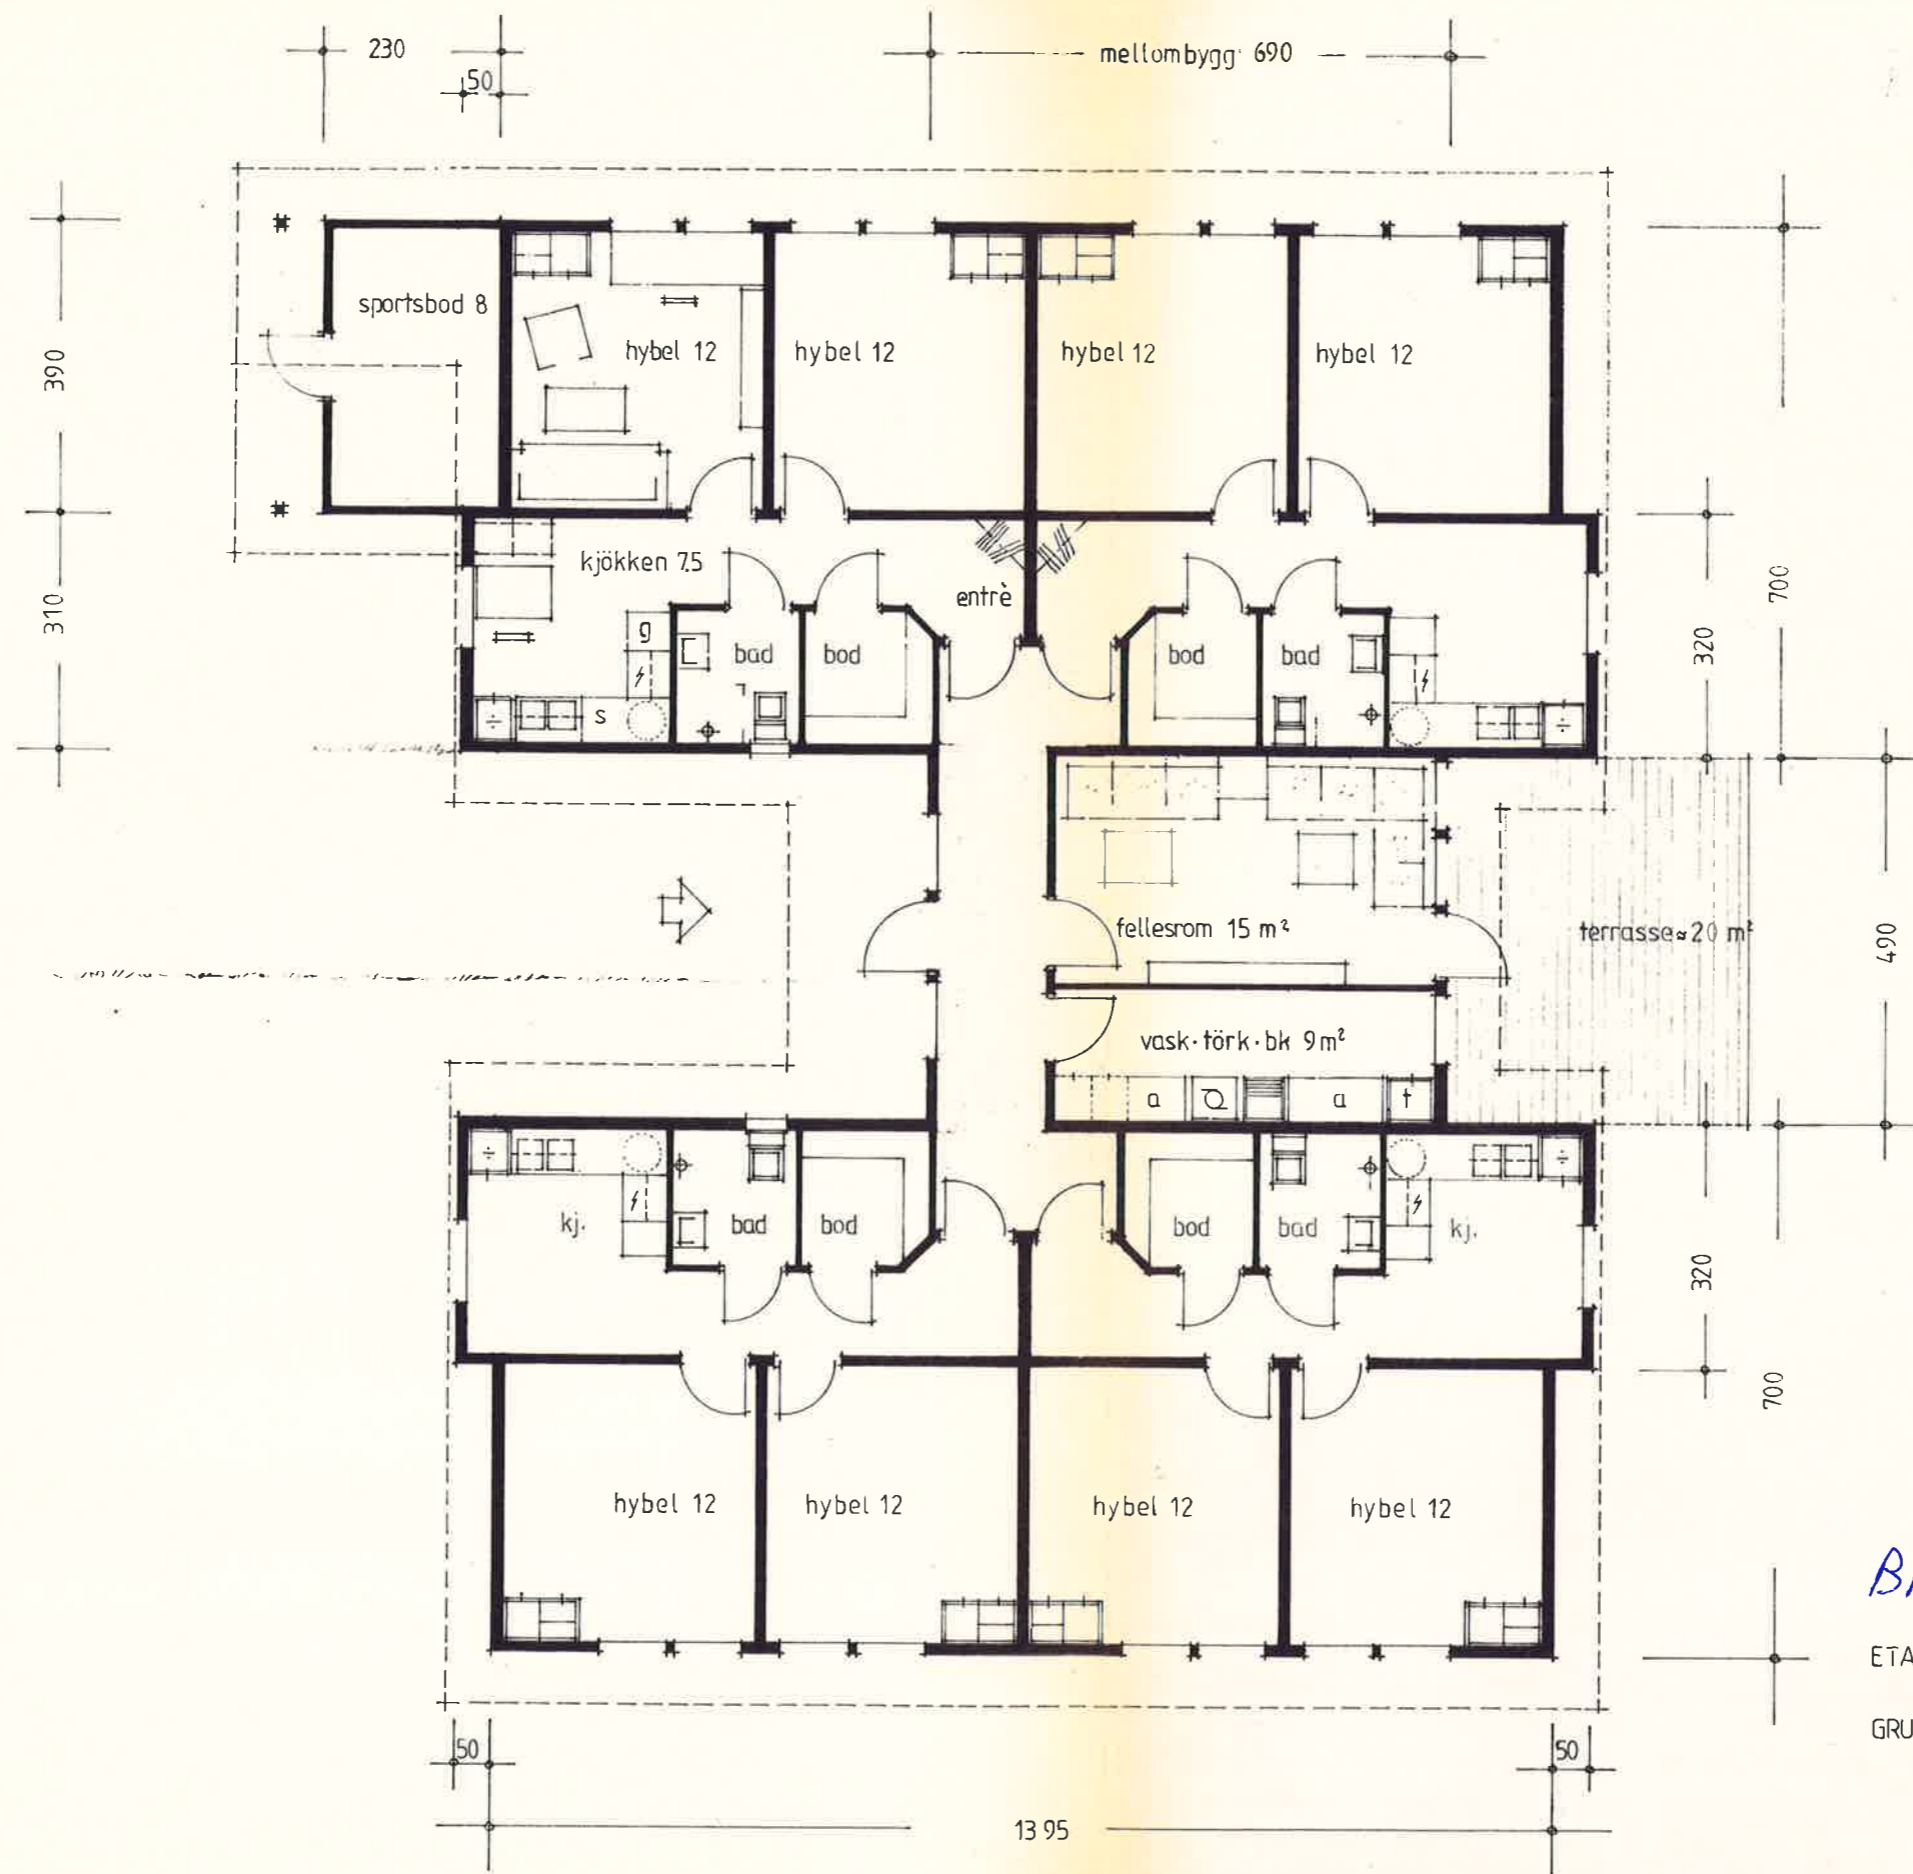 230
mellombygg 690
50
sportsbod 8
hybel 12
hybel 12
hybel 12
hybel 12
390
310
kjökken 7.5
entrè
g
bad
bod
s
bod
bad
700
320
fellesrom 15 m²
terrasse ≈ 20 m²
490
vask·törk·bk 9 m²
a
a
t
kj.
bad
bod
bod
bad
kj.
320
700
hybel 12
hybel 12
hybel 12
hybel 12
ETA
GRU
50
50
1395